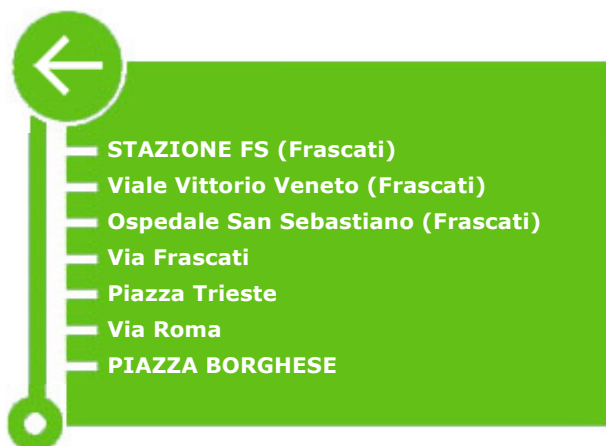 STAZIONE FS (Frascati)
Viale Vittorio Veneto (Frascati)
Ospedale San Sebastiano (Frascati)
Via Frascati
Piazza Trieste
Via Roma
PIAZZA BORGHESE